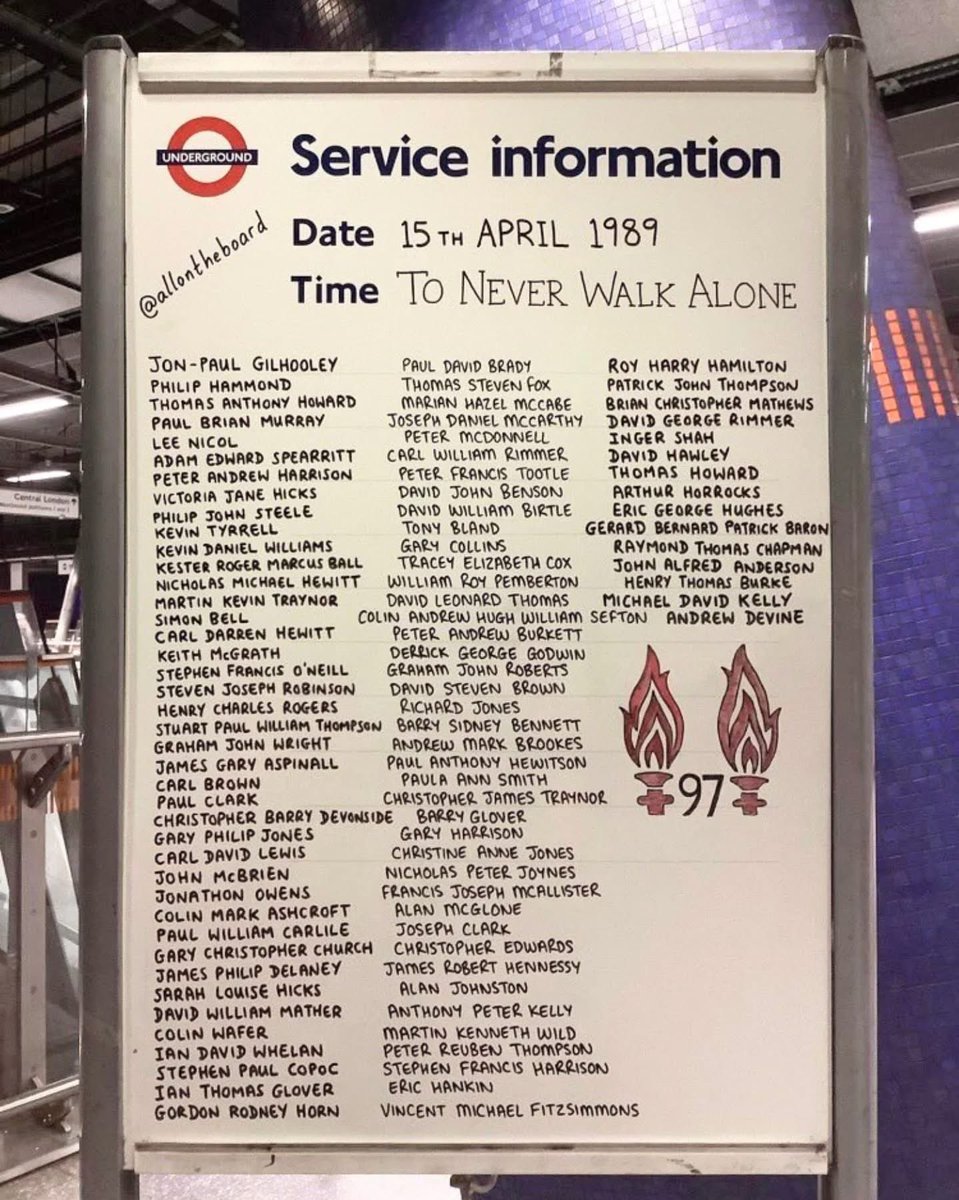 UNDERGROUND
Service information
@allontheboard
Date 15TH APRIL 1989
Time TO NEVER WALK ALONE
JON-PAUL GILHOOLEY
PHILIP HAMMOND
THOMAS ANTHONY HOWARD
PAUL BRIAN MURRAY
LEE NICOL
ADAM EDWARD SPEARRITT
PETER ANDREW HARRISON
VICTORIA JANE HICKS
PHILIP JOHN STEELE
KEVIN TYRRELL
KEVIN DANIEL WILLIAMS
KESTER ROGER MARCUS BALL
NICHOLAS MICHAEL HEWITT
MARTIN KEVIN TRAYNOR
SIMON BELL
CARL DARREN HEWITT
KEITH McGRATH
STEPHEN FRANCIS O'NEILL
STEVEN JOSEPH ROBINSON
HENRY CHARLES ROGERS
STUART PAUL WILLIAM THOMPSON
GRAHAM JOHN WRIGHT
JAMES GARY ASPINALL
CARL BROWN
PAUL CLARK
CHRISTOPHER BARRY DEVONSIDE
GARY PHILIP JONES
CARL DAVID LEWIS
JOHN McBRIEN
JONATHON OWENS
COLIN MARK ASHCROFT
PAUL WILLIAM CARLILE
GARY CHRISTOPHER CHURCH
JAMES PHILIP DELANEY
SARAH LOUISE HICKS
DAVID WILLIAM MATHER
COLIN WAFER
IAN DAVID WHELAN
STEPHEN PAUL COPOC
IAN THOMAS GLOVER
GORDON RODNEY HORN
PAUL DAVID BRADY
THOMAS STEVEN FOX
MARIAN HAZEL MCCABE
JOSEPH DANIEL MCCARTHY
PETER MCDONNELL
CARL WILLIAM RIMMER
PETER FRANCIS TOOTLE
DAVID JOHN BENSON
DAVID WILLIAM BIRTLE
TONY BLAND
GARY COLLINS
TRACEY ELIZABETH COX
WILLIAM ROY PEMBERTON
DAVID LEONARD THOMAS
COLIN ANDREW HUGH WILLIAM SEFTON
PETER ANDREW BURKETT
DERRICK GEORGE GODWIN
GRAHAM JOHN ROBERTS
DAVID STEVEN BROWN
RICHARD JONES
BARRY SIDNEY BENNETT
ANDREW MARK BROOKES
PAUL ANTHONY HEWITSON
PAULA ANN SMITH
CHRISTOPHER JAMES TRAYNOR
BARRY GLOVER
GARY HARRISON
CHRISTINE ANNE JONES
NICHOLAS PETER JOYNES
FRANCIS JOSEPH MCALLISTER
ALAN MCGLONE
JOSEPH CLARK
CHRISTOPHER EDWARDS
JAMES ROBERT HENNESSY
ALAN JOHNSTON
ANTHONY PETER KELLY
MARTIN KENNETH WILD
PETER REUBEN THOMPSON
STEPHEN FRANCIS HARRISON
ERIC HANKIN
VINCENT MICHAEL FITZSIMMONS
ROY HARRY HAMILTON
PATRICK JOHN THOMPSON
BRIAN CHRISTOPHER MATHEWS
DAVID GEORGE RIMMER
INGER SHAH
DAVID HAWLEY
THOMAS HOWARD
ARTHUR HORROCKS
ERIC GEORGE HUGHES
GERARD BERNARD PATRICK BARON
RAYMOND THOMAS CHAPMAN
JOHN ALFRED ANDERSON
HENRY THOMAS BURKE
MICHAEL DAVID KELLY
ANDREW DEVINE
97
Central London